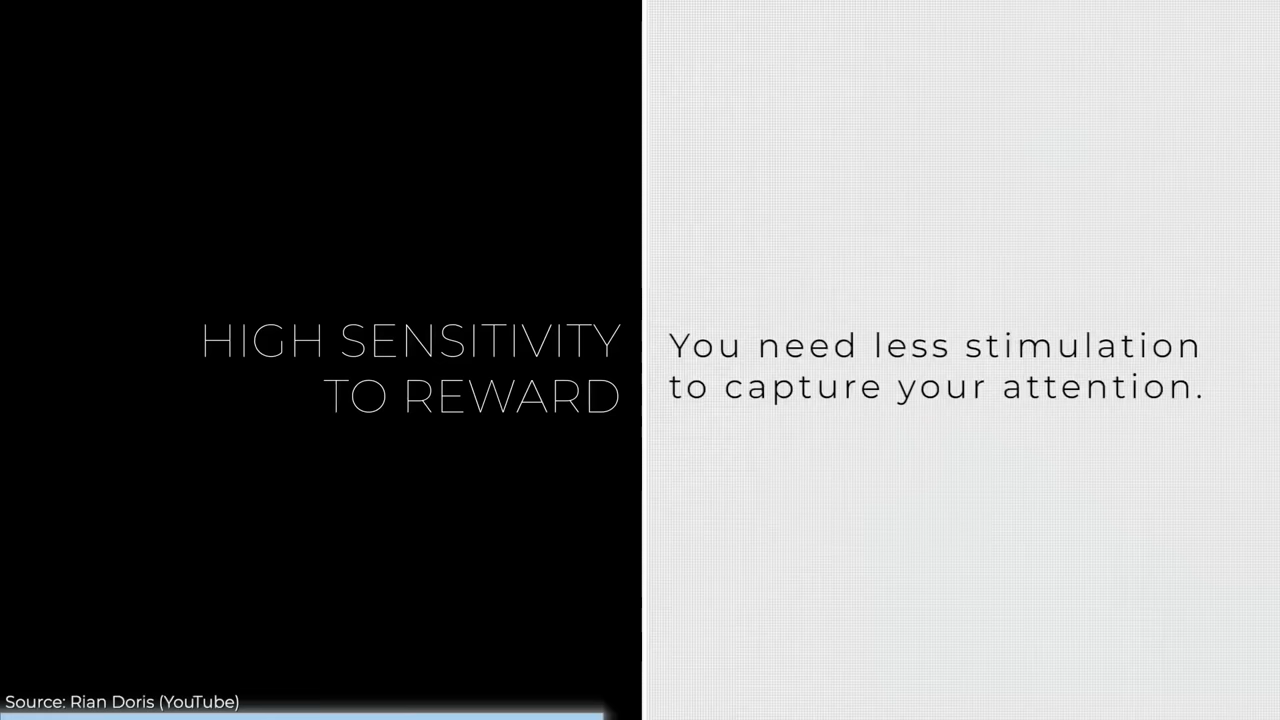 HIGH SENSITIVITY
TO REWARD
You need less stimulation
to capture your attention.
Source: Rian Doris (YouTube)